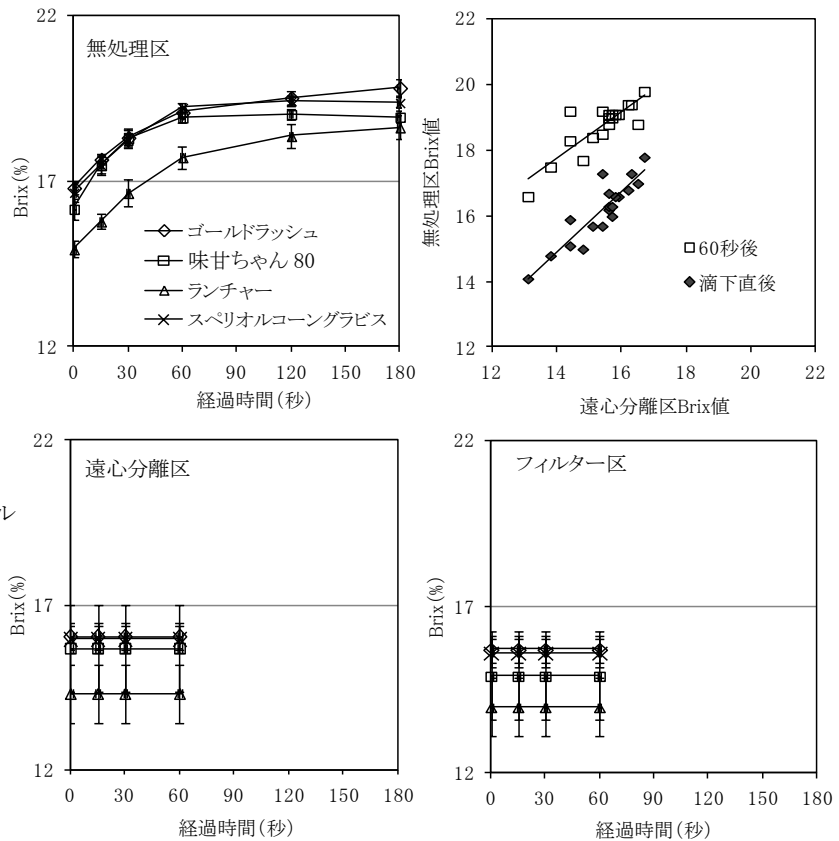 22
無処理区
Brix(%)
17
ゴールドラッシュ
味甘ちゃん 80
ランチャー
スペリオルコーングラビス
12
0 30 60 90 120 150 180
経過時間(秒)
22
20
18
16
14
12
無処理区Brix値
60秒後
滴下直後
12 14 16 18 20 22
遠心分離区Brix値
22
遠心分離区
ル
Brix(%)
17
12
0 30 60 90 120 150 180
経過時間(秒)
22
フィルター区
Brix(%)
17
12
0 30 60 90 120 150 180
経過時間(秒)